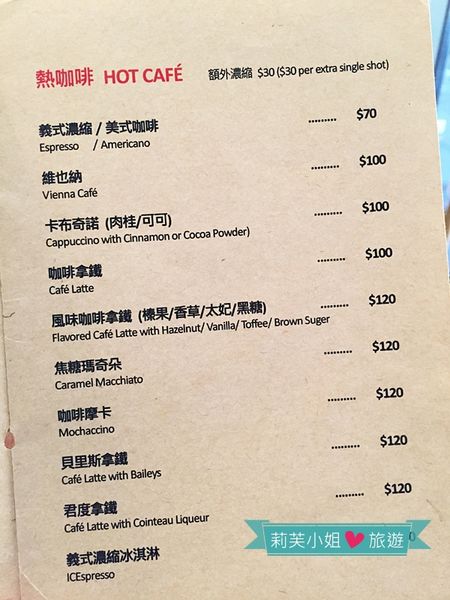 熱咖啡 HOT CAFÉ 額外濃縮 $30 ($30 per extra single shot)
義式濃縮 / 美式咖啡 ......... $70
Espresso / Americano
維也納 ......... $100
Vienna Café
卡布奇諾 (肉桂/可可) ......... $100
Cappuccino with Cinnamon or Cocoa Powder)
咖啡拿鐵 ......... $100
Café Latte
風味咖啡拿鐵 (榛果/香草/太妃/黑糖) ......... $120
Flavored Café Latte with Hazelnut/ Vanilla/ Toffee/ Brown Suger
焦糖瑪奇朵 ......... $120
Caramel Macchiato
咖啡摩卡 ......... $120
Mochaccino
貝里斯拿鐵 ......... $120
Café Latte with Baileys
君度拿鐵 ......... $120
Café Latte with Cointeau Liqueur
義式濃縮冰淇淋
ICEspresso
莉芙小姐❤旅遊